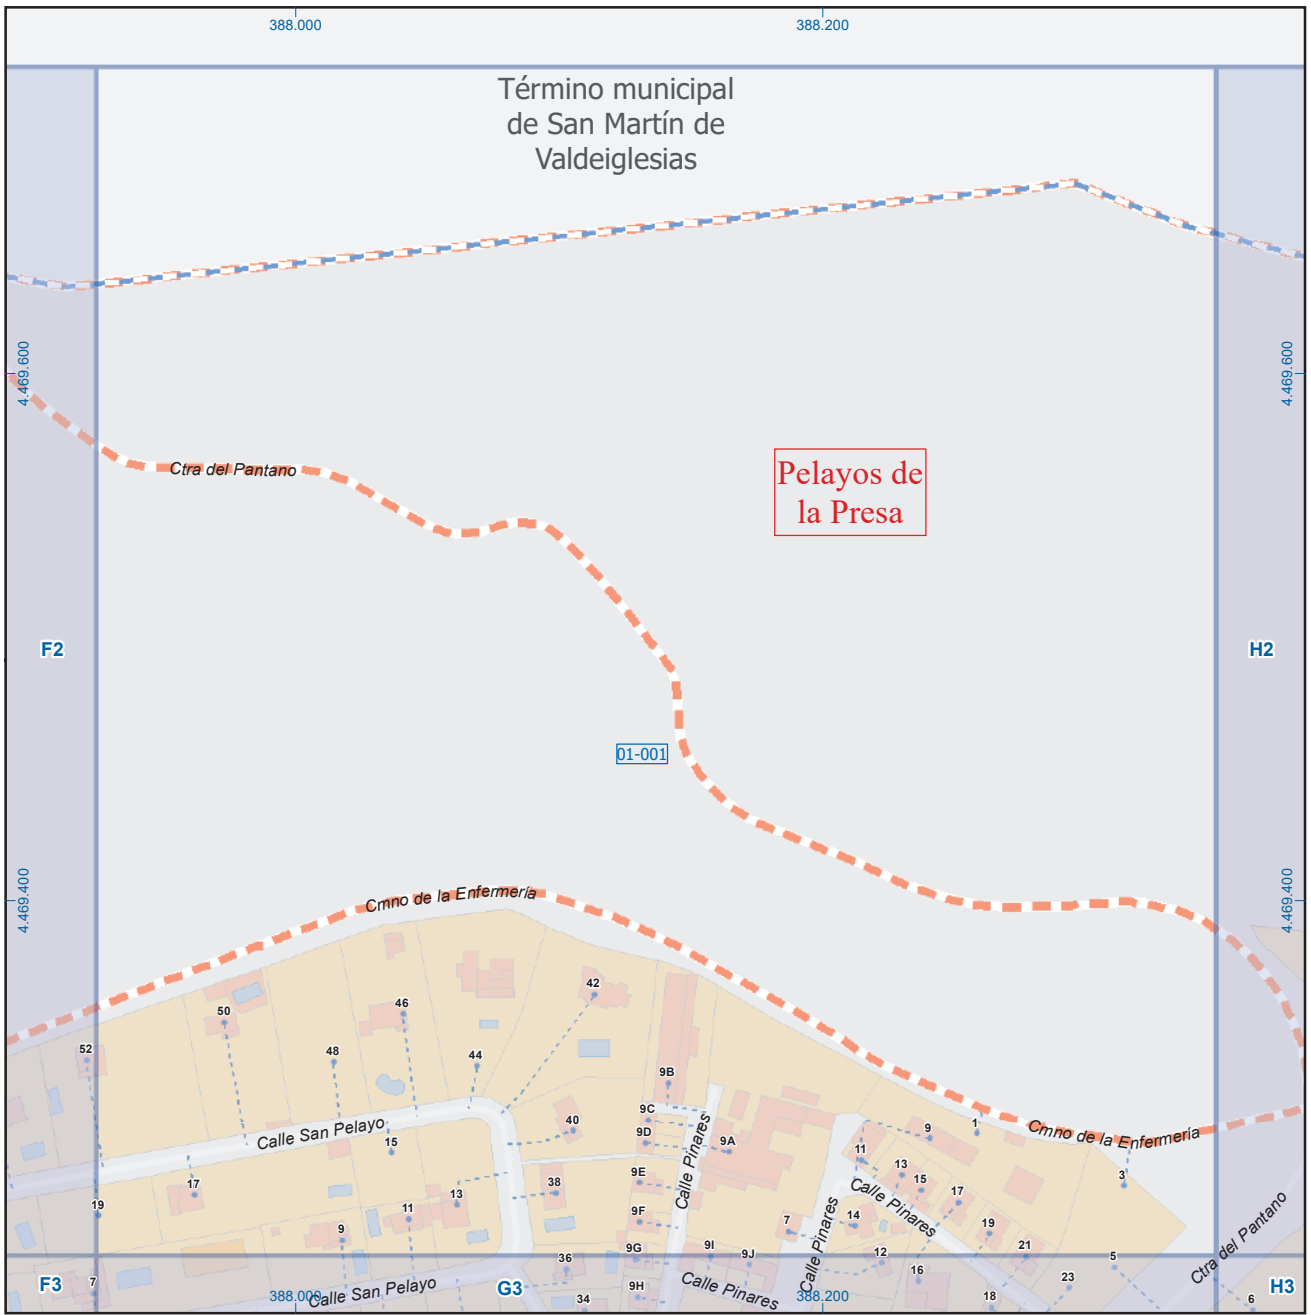 388.000
388.200
Término municipal
de San Martín de
Valdeiglesias
4.469.600
4.469.600
Ctra del Pantano
Pelayos de
la Presa
F2
H2
01-001
4.469.400
4.469.400
Cmno de la Enfermería
42
50
46
52
48
44
9B
9C
40
9D
9A
Calle San Pelayo
15
Calle Pinares
9
1
Cmno de la Enfermería
11
13
15
3
9E
17
38
13
17
Calle Pinares
19
11
9F
7
14
19
9
9G
9I
9J
Calle Pinares
12
21
5
Ctra del Pantano
36
F3
7
Calle San Pelayo
G3
9H
Calle Pinares
16
23
H3
388.000
34
388.200
18
6